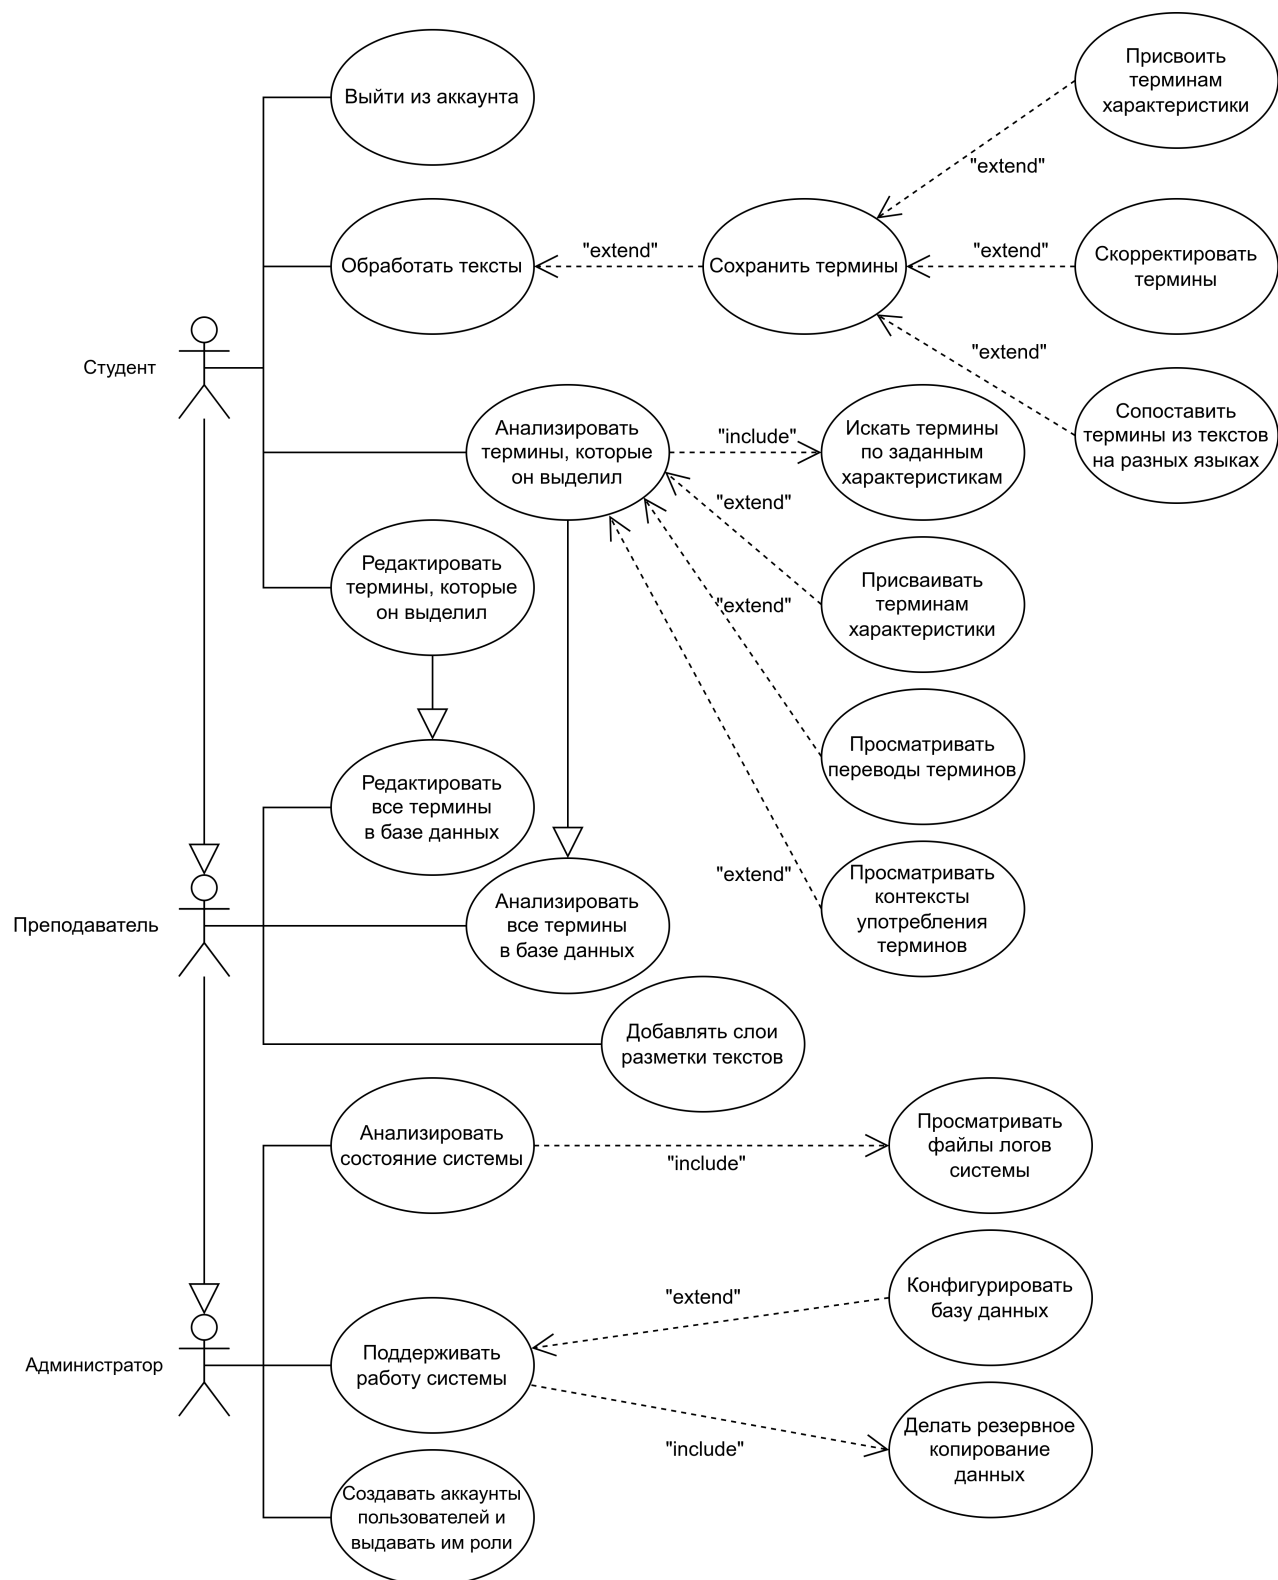 Присвоить
терминам
характеристики
Выйти из аккаунта
"extend"
Обработать тексты
"extend"
Сохранить термины
"extend"
Скорректировать
термины
"extend"
Студент
Анализировать
термины, которые
он выделил
"include"
Искать термины
по заданным
характеристикам
Сопоставить
термины из текстов
на разных языках
"extend"
Редактировать
термины, которые
он выделил
Присваивать
терминам
характеристики
"extend"
Просматривать
переводы терминов
Редактировать
все термины
в базе данных
"extend"
Просматривать
контексты
употребления
терминов
Преподаватель
Анализировать
все термины
в базе данных
Добавлять слои
разметки текстов
Анализировать
состояние системы
"include"
Просматривать
файлы логов
системы
"extend"
Конфигурировать
базу данных
Администратор
Поддерживать
работу системы
"include"
Делать резервное
копирование
данных
Создавать аккаунты
пользователей и
выдавать им роли